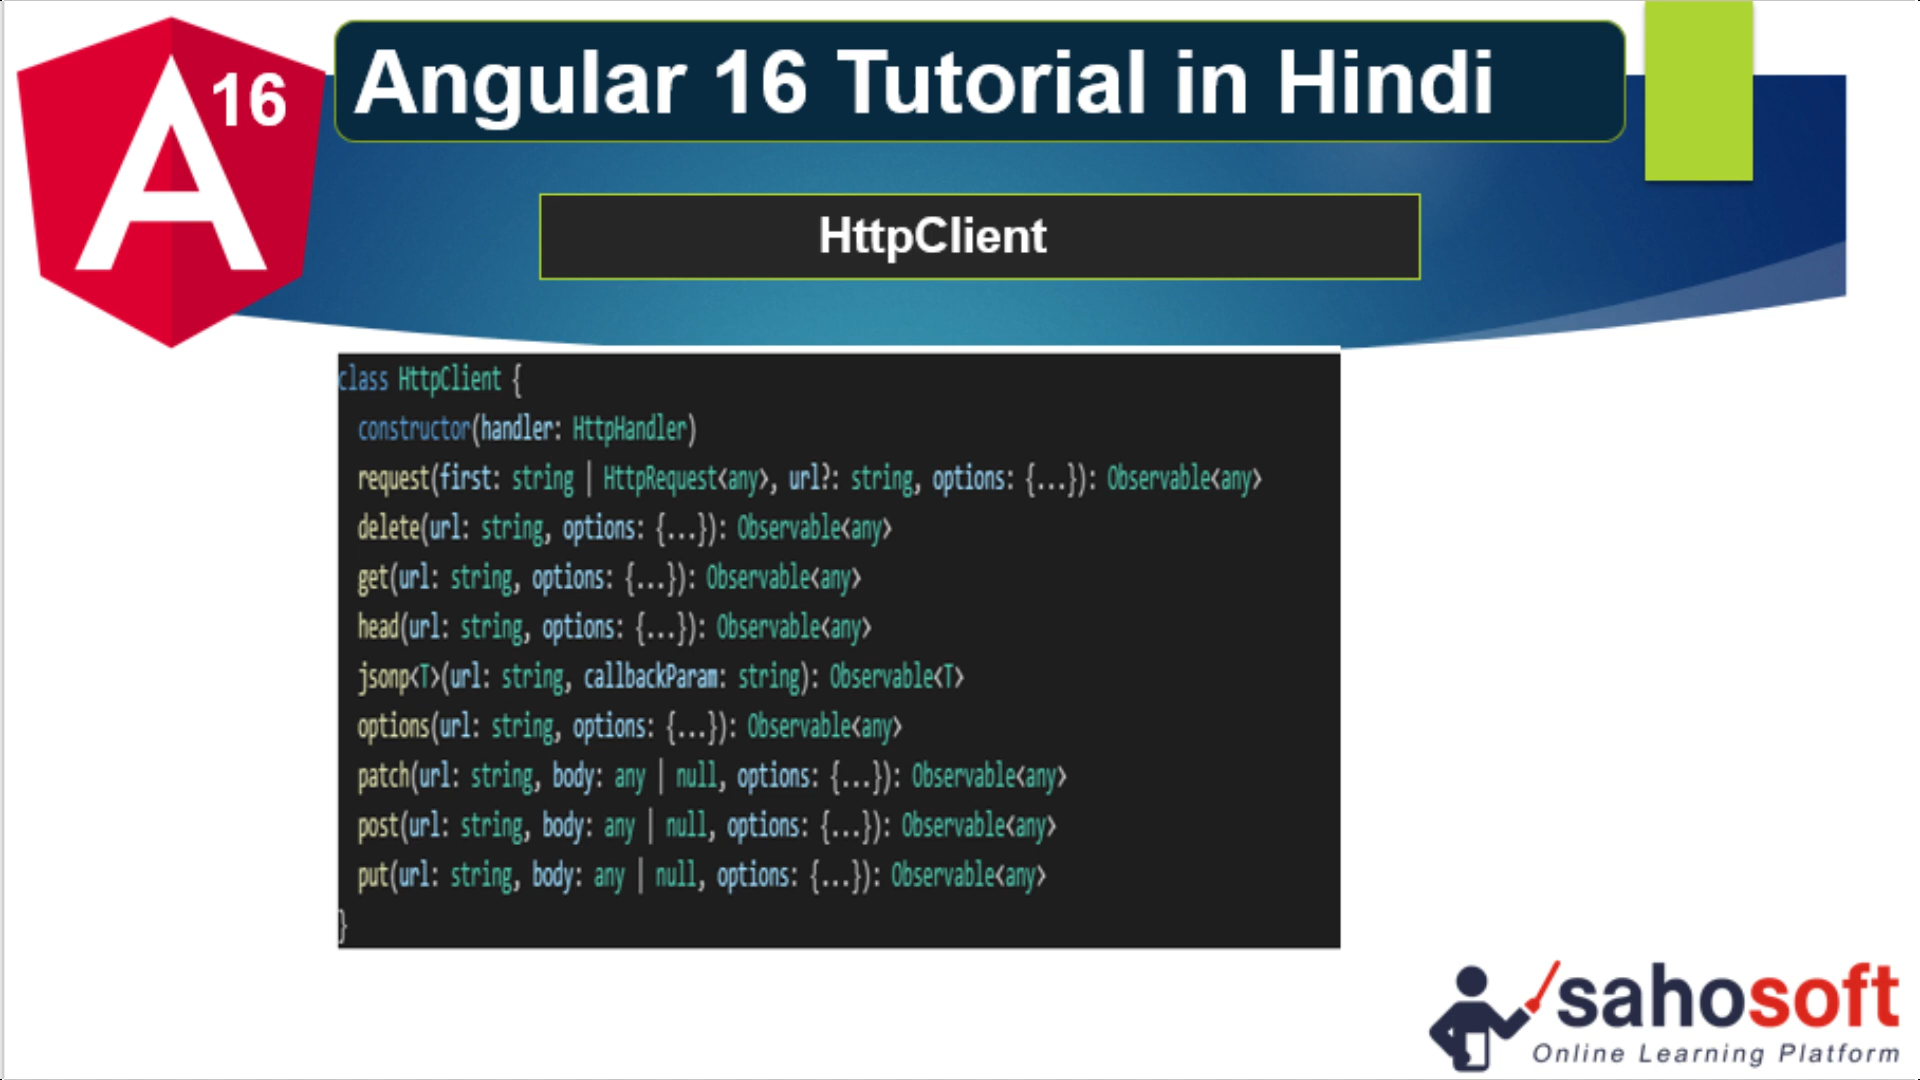 A
16
Angular 16 Tutorial in Hindi
HttpClient
class HttpClient {
  constructor(handler: HttpHandler)
  request(first: string | HttpRequest<any>, url?: string, options: {...}): Observable<any>
  delete(url: string, options: {...}): Observable<any>
  get(url: string, options: {...}): Observable<any>
  head(url: string, options: {...}): Observable<any>
  jsonp<T>(url: string, callbackParam: string): Observable<T>
  options(url: string, options: {...}): Observable<any>
  patch(url: string, body: any | null, options: {...}): Observable<any>
  post(url: string, body: any | null, options: {...}): Observable<any>
  put(url: string, body: any | null, options: {...}): Observable<any>
}
sahosoft
Online Learning Platform